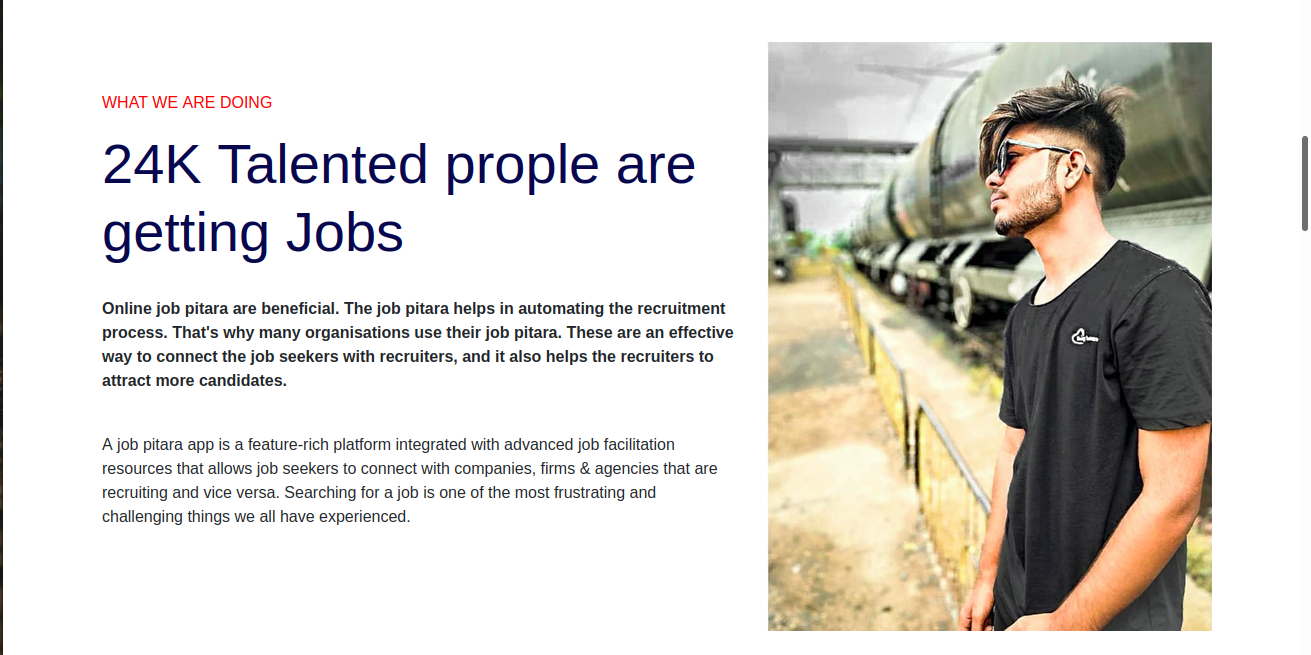 WHAT WE ARE DOING
24K Talented prople are
getting Jobs
Online job pitara are beneficial. The job pitara helps in automating the recruitment
process. That's why many organisations use their job pitara. These are an effective
way to connect the job seekers with recruiters, and it also helps the recruiters to
attract more candidates.
A job pitara app is a feature-rich platform integrated with advanced job facilitation
resources that allows job seekers to connect with companies, firms & agencies that are
recruiting and vice versa. Searching for a job is one of the most frustrating and
challenging things we all have experienced.